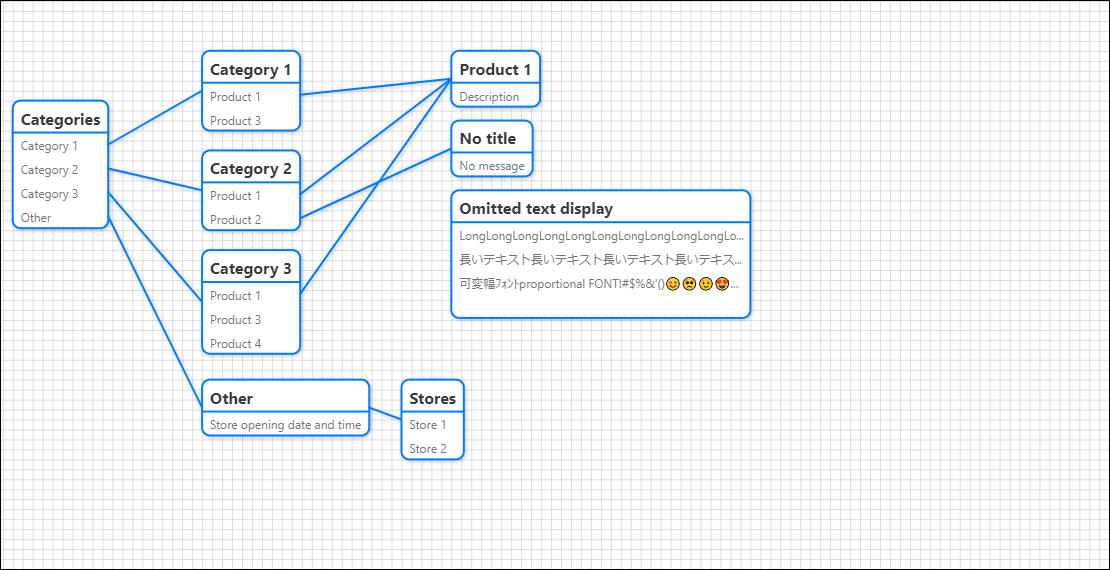 Categories
Category 1
Category 2
Category 3
Other
Category 1
Product 1
Product 3
Category 2
Product 1
Product 2
Category 3
Product 1
Product 3
Product 4
Other
Store opening date and time
Stores
Store 1
Store 2
Product 1
Description
No title
No message
Omitted text display
LongLongLongLongLongLongLongLongLongLongLo...
長いテキスト長いテキスト長いテキスト長いテキス...
可変幅フォントproportional FONT!#$%&'()😊🥺😉😍...